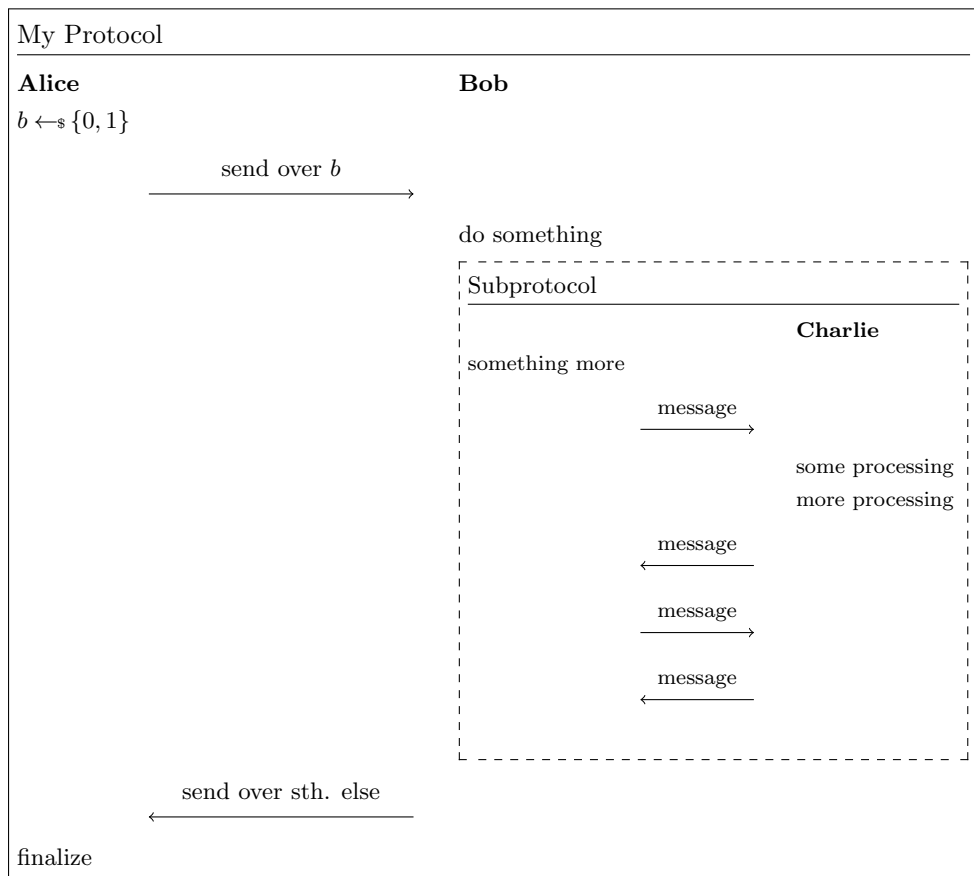 My Protocol
Alice Bob
b ←$ {0, 1}
send over b
do something
Subprotocol
Charlie
something more
message
some processing
more processing
message
message
message
send over sth. else
finalize